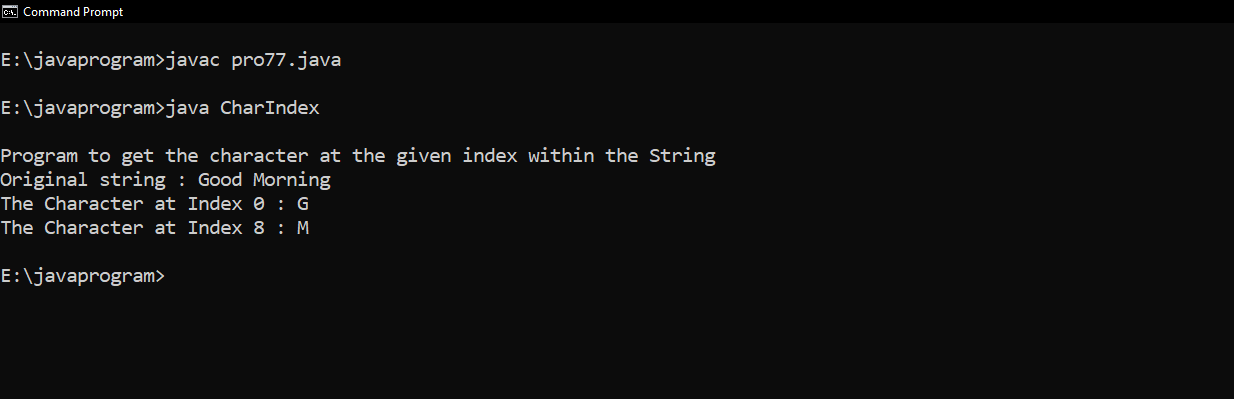 Command Prompt
E:\javaprogram>javac pro77.java
E:\javaprogram>java CharIndex
Program to get the character at the given index within the String
Original string : Good Morning
The Character at Index 0 : G
The Character at Index 8 : M
E:\javaprogram>